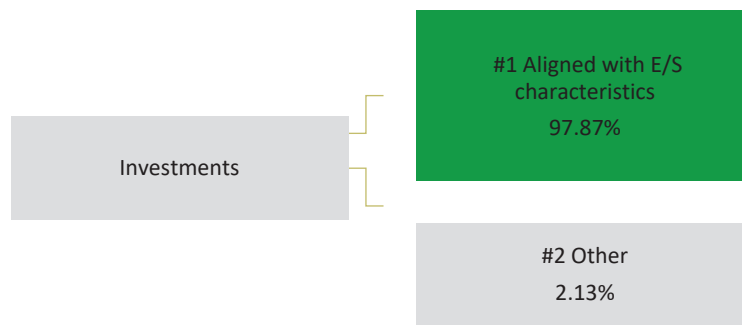 Investments
#1 Aligned with E/S
characteristics
97.87%
#2 Other
2.13%